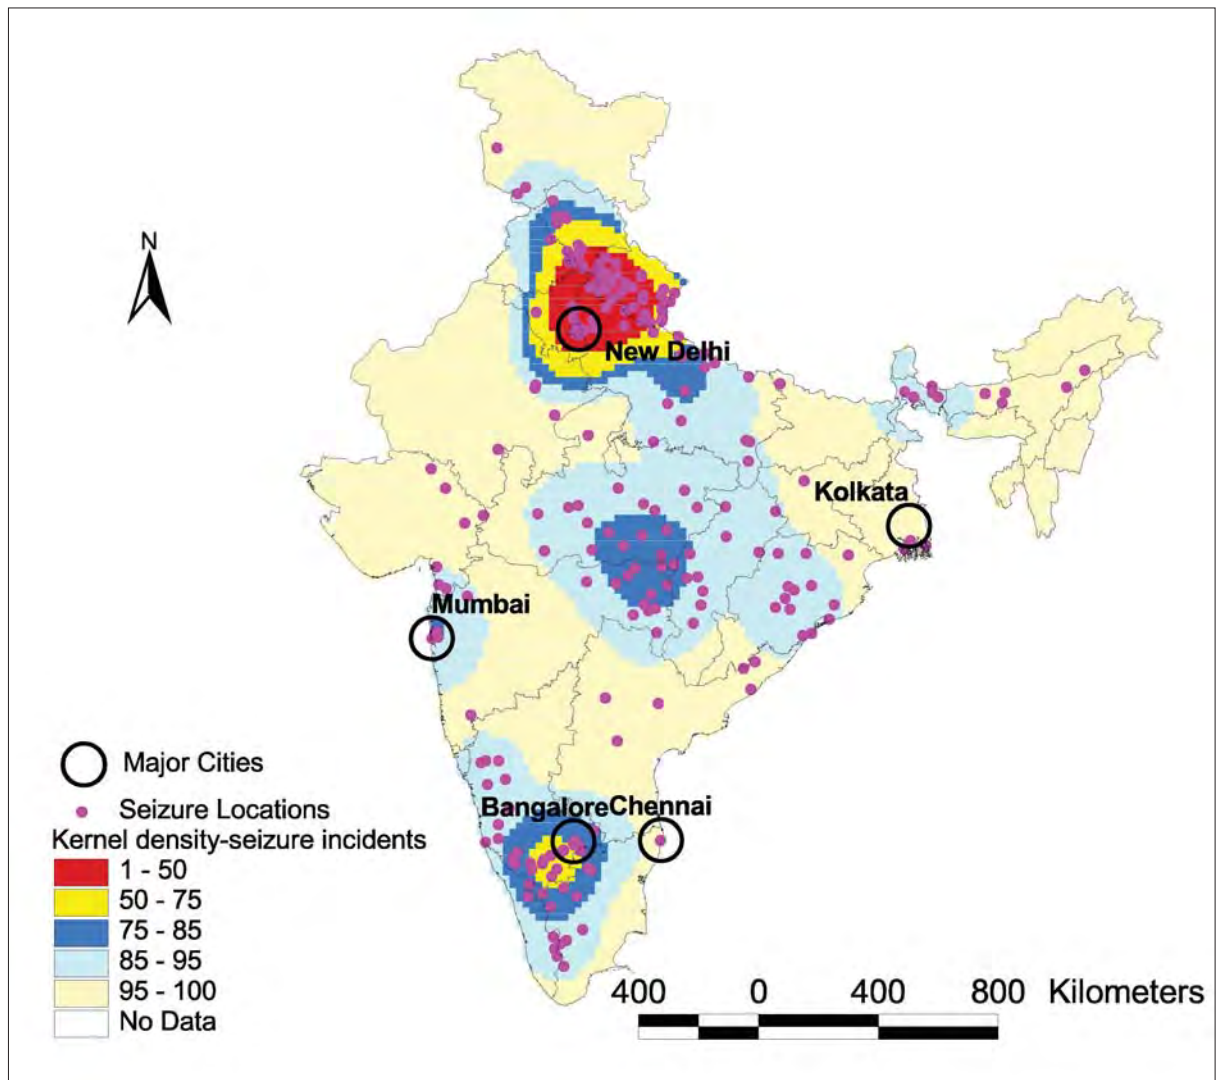 N
New Delhi
Kolkata
Mumbai
Major Cities
Seizure Locations
Bangalore Chennai
Kernel density-seizure incidents
1 - 50
50 - 75
75 - 85
85 - 95
95 - 100
No Data
400 0 400 800 Kilometers